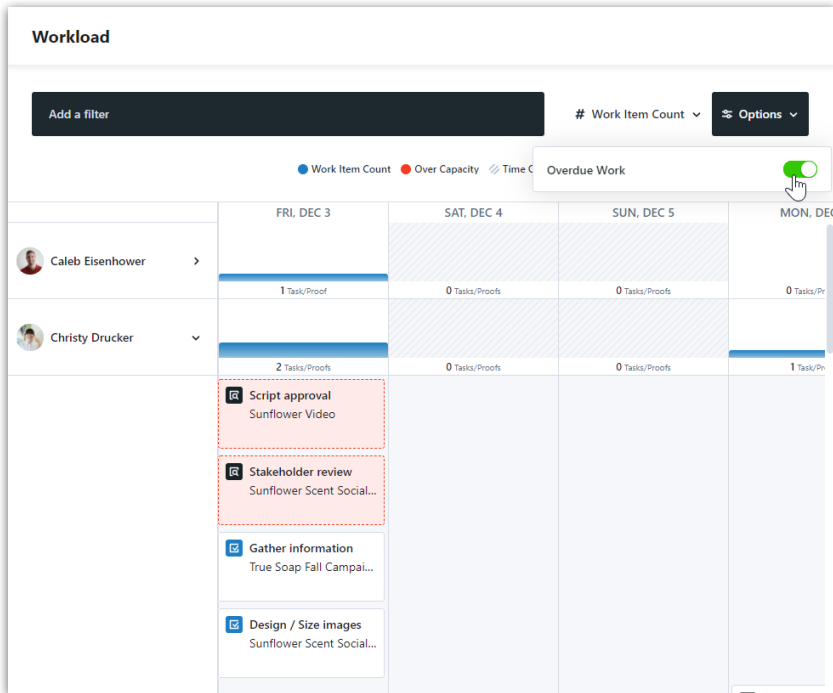 Workload
Add a filter
# Work Item Count
Options
Work Item Count
Over Capacity
Time
Overdue Work
FRI, DEC 3
SAT, DEC 4
SUN, DEC 5
MON, DEC
Caleb Eisenhower
1 Task/Proof
0 Tasks/Proofs
0 Tasks/Proofs
0 Tasks/Pr
Christy Drucker
2 Tasks/Proofs
0 Tasks/Proofs
0 Tasks/Proofs
1 Task/Pr
Script approval
Sunflower Video
Stakeholder review
Sunflower Scent Social...
Gather information
True Soap Fall Campai...
Design / Size images
Sunflower Scent Social...